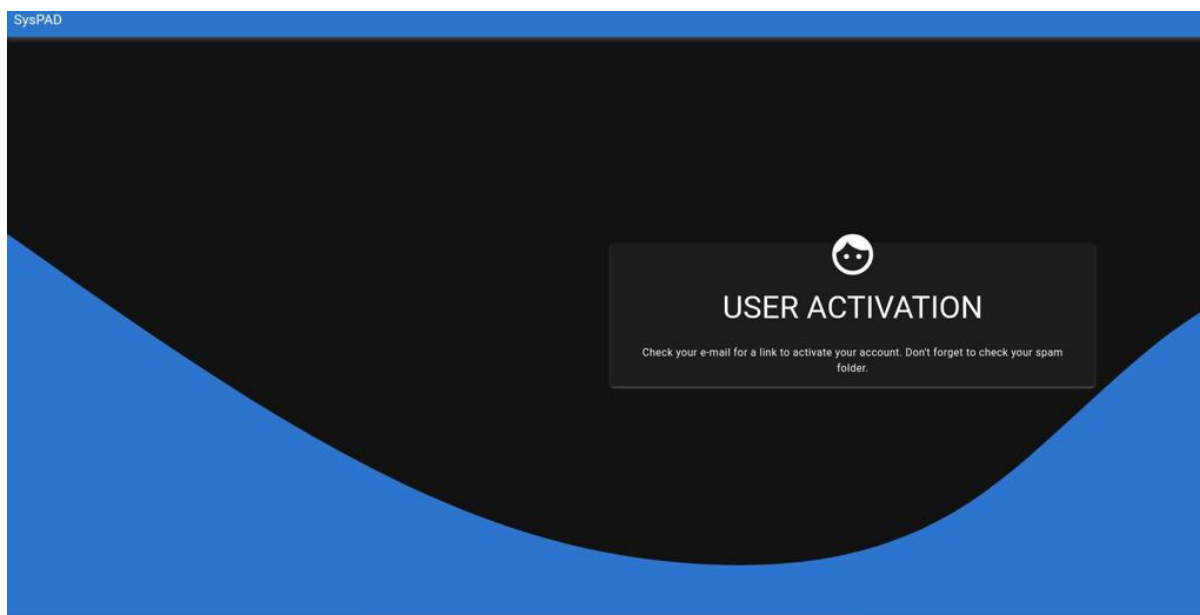 SysPAD
USER ACTIVATION
Check your e-mail for a link to activate your account. Don't forget to check your spam
folder.